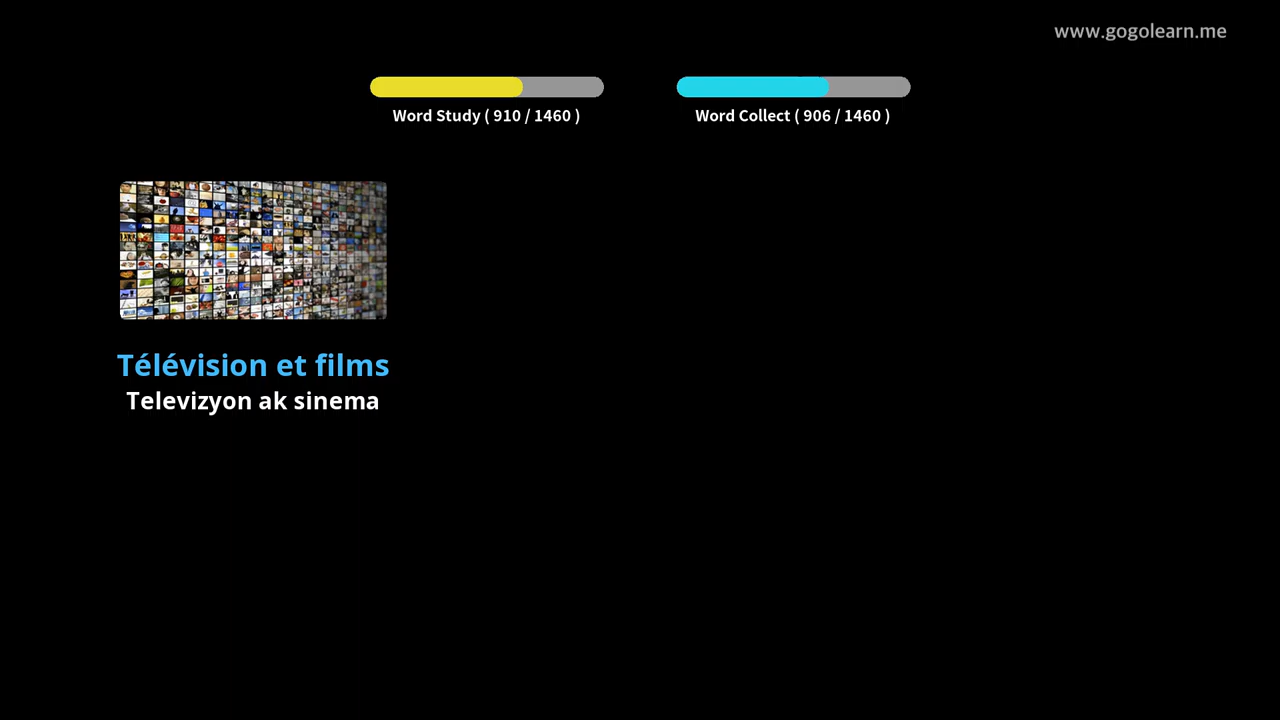 www.gogolearn.me
Word Study ( 910 / 1460 )
Word Collect ( 906 / 1460 )
Télévision et films
Televizyon ak sinema